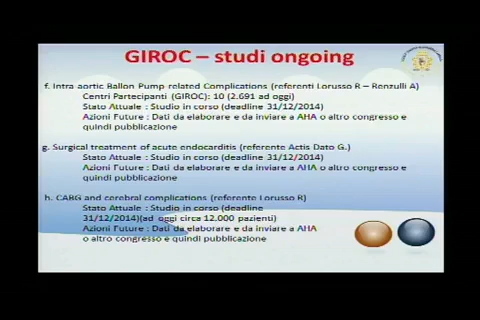 GIROC – studi ongoing
f. Intra aortic Ballon Pump related Complications (referenti Lorusso R – Renzulli A)
Centri Partecipanti (GIROC): 10 (2.691 ad oggi)
Stato Attuale : Studio in corso (deadline 31/12/2014)
Azioni Future : Dati da elaborare e da inviare a AHA o altro congresso e
quindi pubblicazione
g. Surgical treatment of acute endocarditis (referente Actis Dato G.)
Stato Attuale : Studio in corso (deadline 31/12/2014)
Azioni Future : Dati da elaborare e da inviare a AHA o altro congresso e
quindi pubblicazione
h. CABG and cerebral complications (referente Lorusso R)
Stato Attuale : Studio in corso (deadline
31/12/2014)(ad oggi circa 12.000 pazienti)
Azioni Future : Dati da elaborare e da inviare a AHA
o altro congresso e quindi pubblicazione